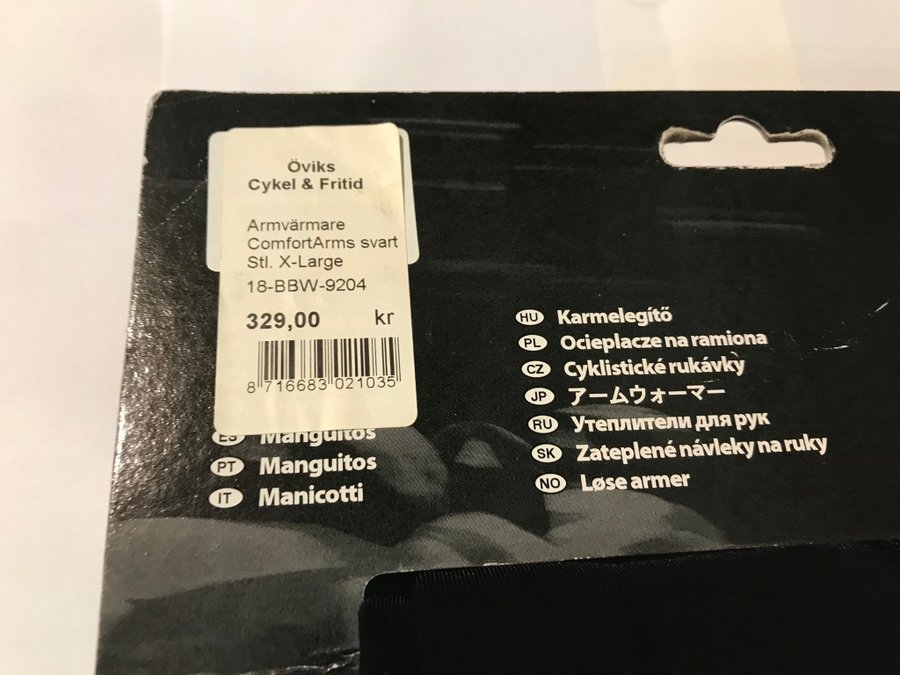 Öviks
Cykel & Fritid
Armvärmare
ComfortArms svart
Stl. X-Large
18-BBW-9204
329,00 kr
8 716683 021035
ES Manguitos
PT Manguitos
IT Manicotti
HU Karmelegítő
PL Ocieplacze na ramiona
CZ Cyklistické rukávky
JP アームウォーマー
RU Утеплители для рук
SK Zateplené návleky na ruky
NO Løse armer